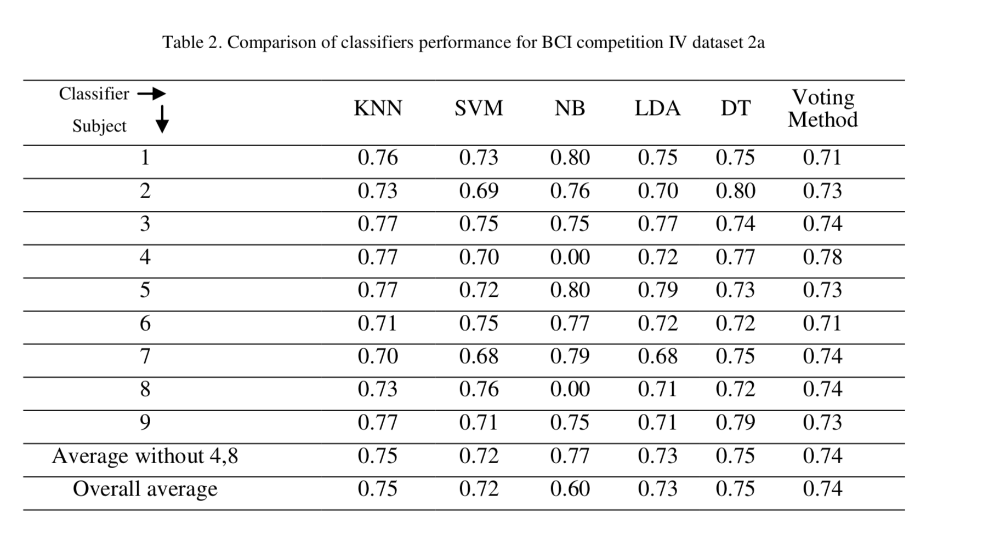 Table 2. Comparison of classifiers performance for BCI competition IV dataset 2a
Classifier → KNN SVM NB LDA DT Voting Method
Subject ↓
1 0.76 0.73 0.80 0.75 0.75 0.71
2 0.73 0.69 0.76 0.70 0.80 0.73
3 0.77 0.75 0.75 0.77 0.74 0.74
4 0.77 0.70 0.00 0.72 0.77 0.78
5 0.77 0.72 0.80 0.79 0.73 0.73
6 0.71 0.75 0.77 0.72 0.72 0.71
7 0.70 0.68 0.79 0.68 0.75 0.74
8 0.73 0.76 0.00 0.71 0.72 0.74
9 0.77 0.71 0.75 0.71 0.79 0.73
Average without 4,8 0.75 0.72 0.77 0.73 0.75 0.74
Overall average 0.75 0.72 0.60 0.73 0.75 0.74